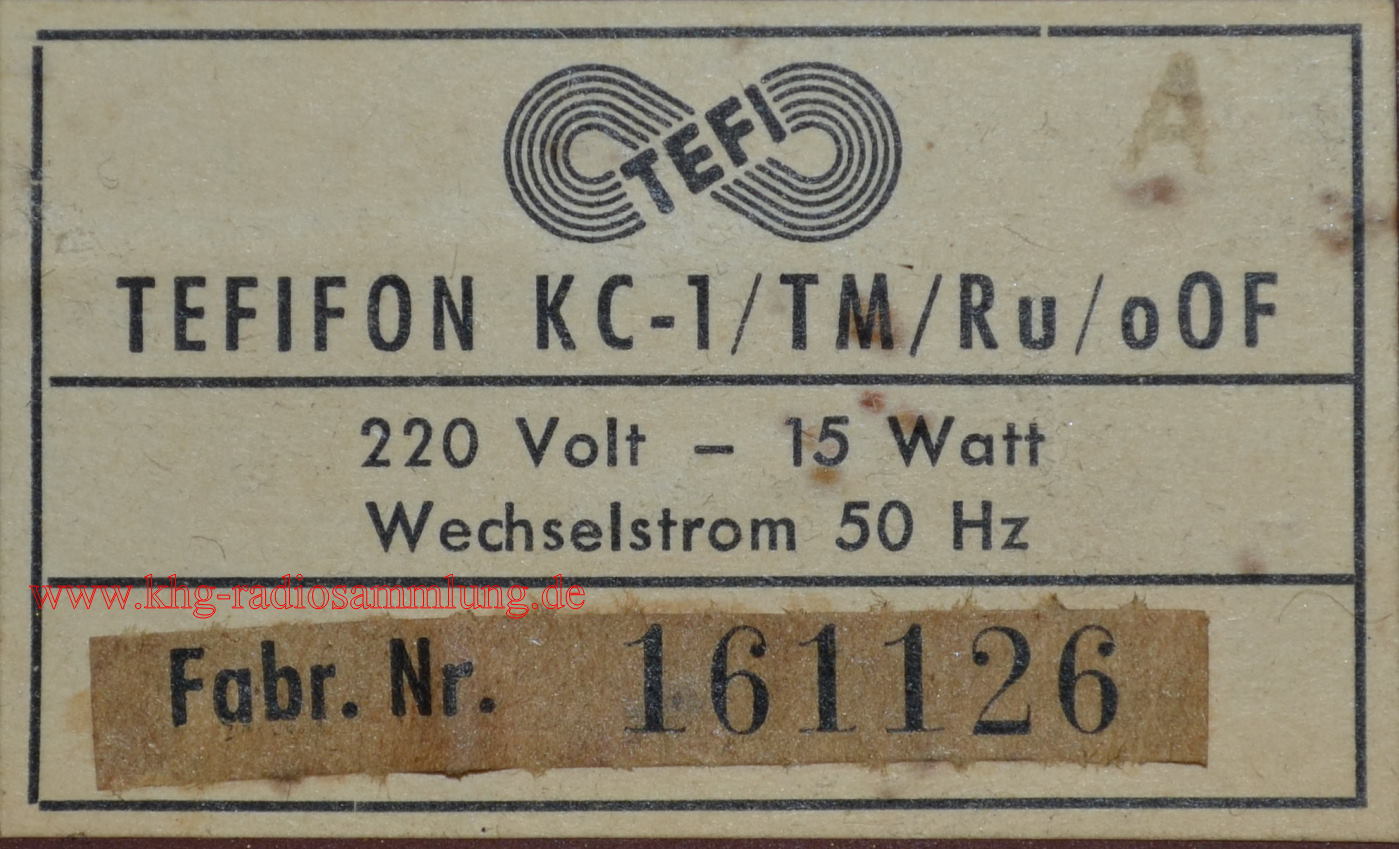 TEFI
A
TEFIFON KC-1/TM/Ru/oOF
220 Volt – 15 Watt
Wechselstrom 50 Hz
www.khg-radiosammlung.de
Fabr. Nr. 161126